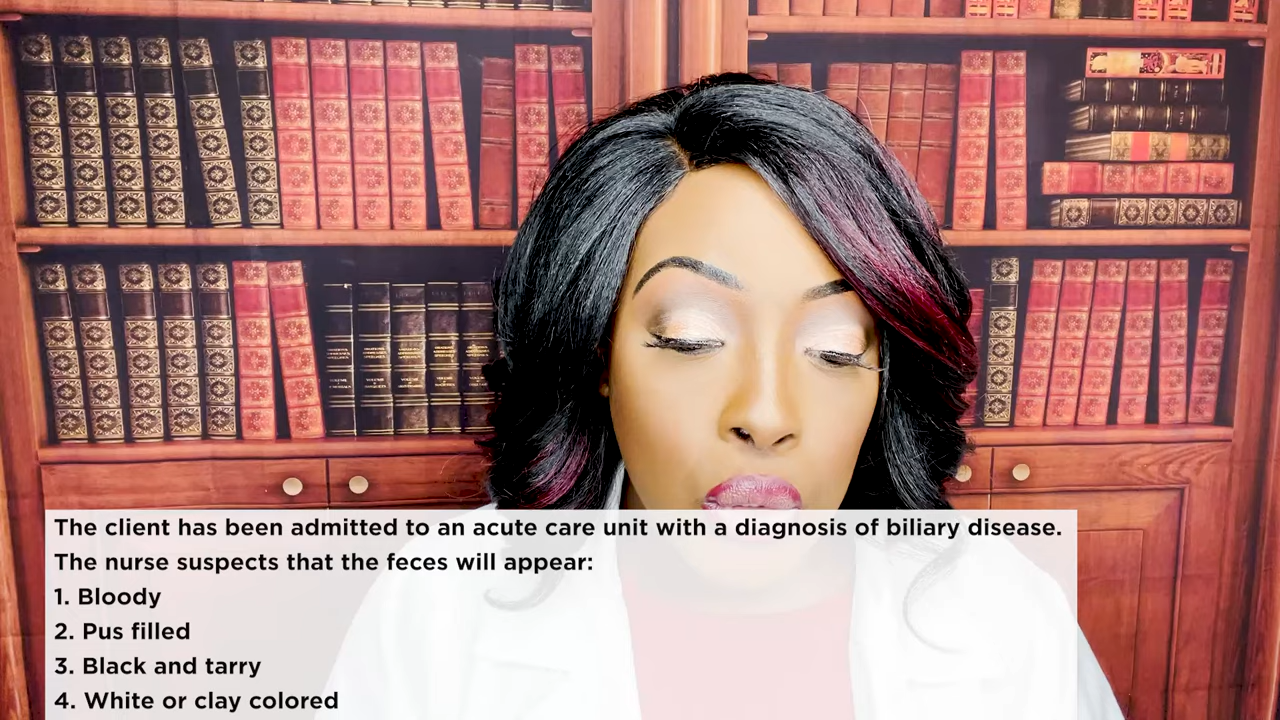 The client has been admitted to an acute care unit with a diagnosis of biliary disease.
The nurse suspects that the feces will appear:
1. Bloody
2. Pus filled
3. Black and tarry
4. White or clay colored